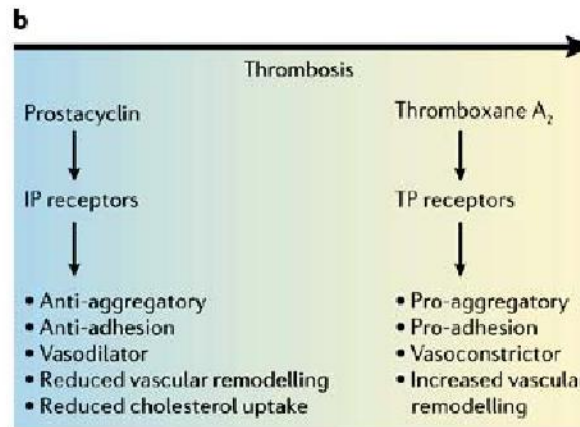 b
Thrombosis
Prostacyclin
IP receptors
• Anti-aggregatory
• Anti-adhesion
• Vasodilator
• Reduced vascular remodelling
• Reduced cholesterol uptake
Thromboxane A₂
TP receptors
• Pro-aggregatory
• Pro-adhesion
• Vasoconstrictor
• Increased vascular
remodelling